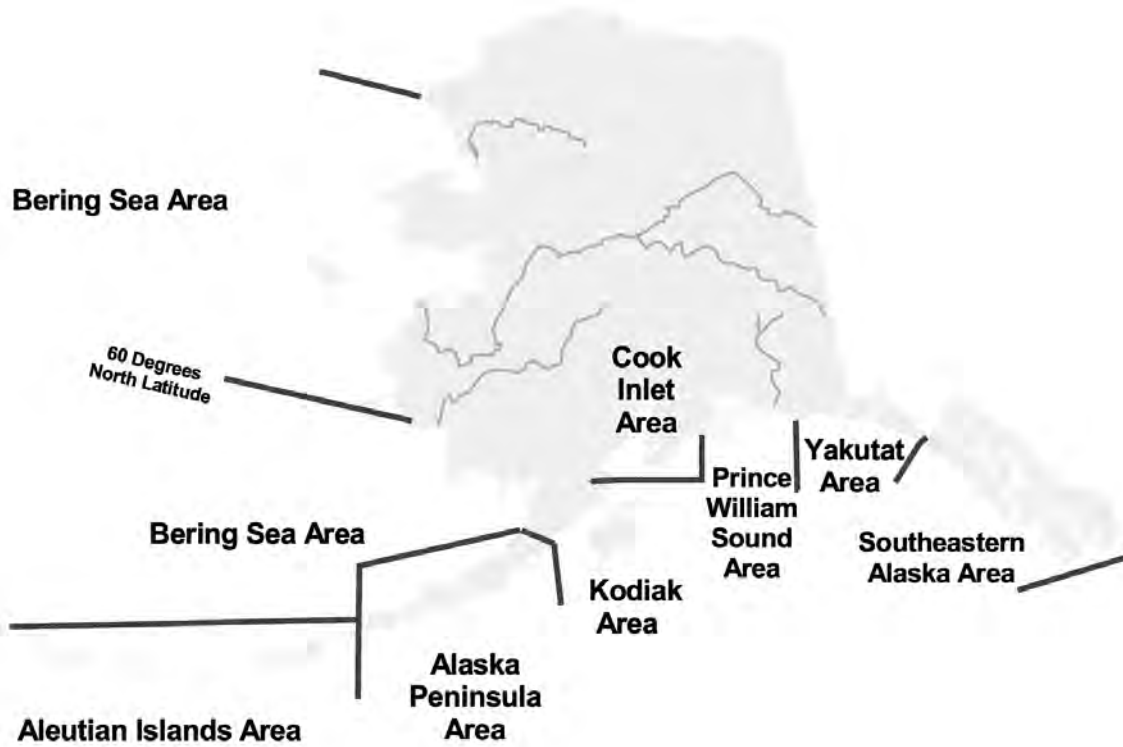 Bering Sea Area
60 Degrees
North Latitude
Cook
Inlet
Area
Yakutat
Area
Prince
William
Sound
Area
Bering Sea Area
Southeastern
Alaska Area
Kodiak
Area
Alaska
Peninsula
Area
Aleutian Islands Area